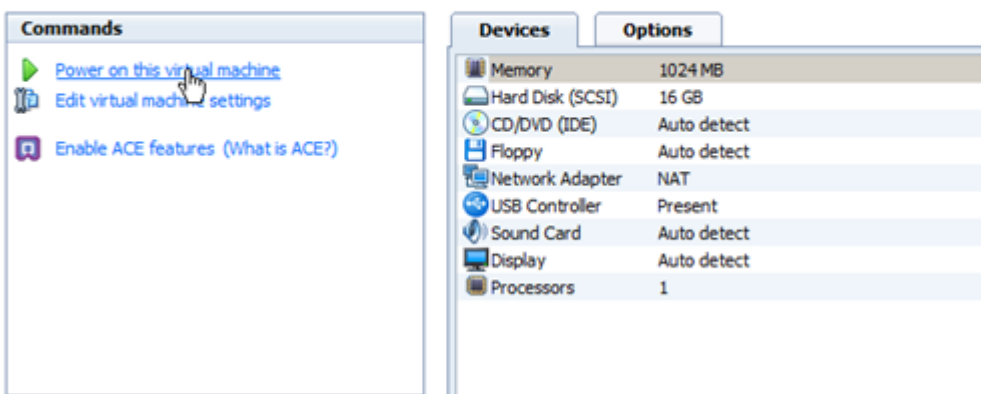 Commands
Power on this virtual machine
Edit virtual machine settings
Enable ACE features (What is ACE?)
Devices
Options
Memory 1024 MB
Hard Disk (SCSI) 16 GB
CD/DVD (IDE) Auto detect
Floppy Auto detect
Network Adapter NAT
USB Controller Present
Sound Card Auto detect
Display Auto detect
Processors 1